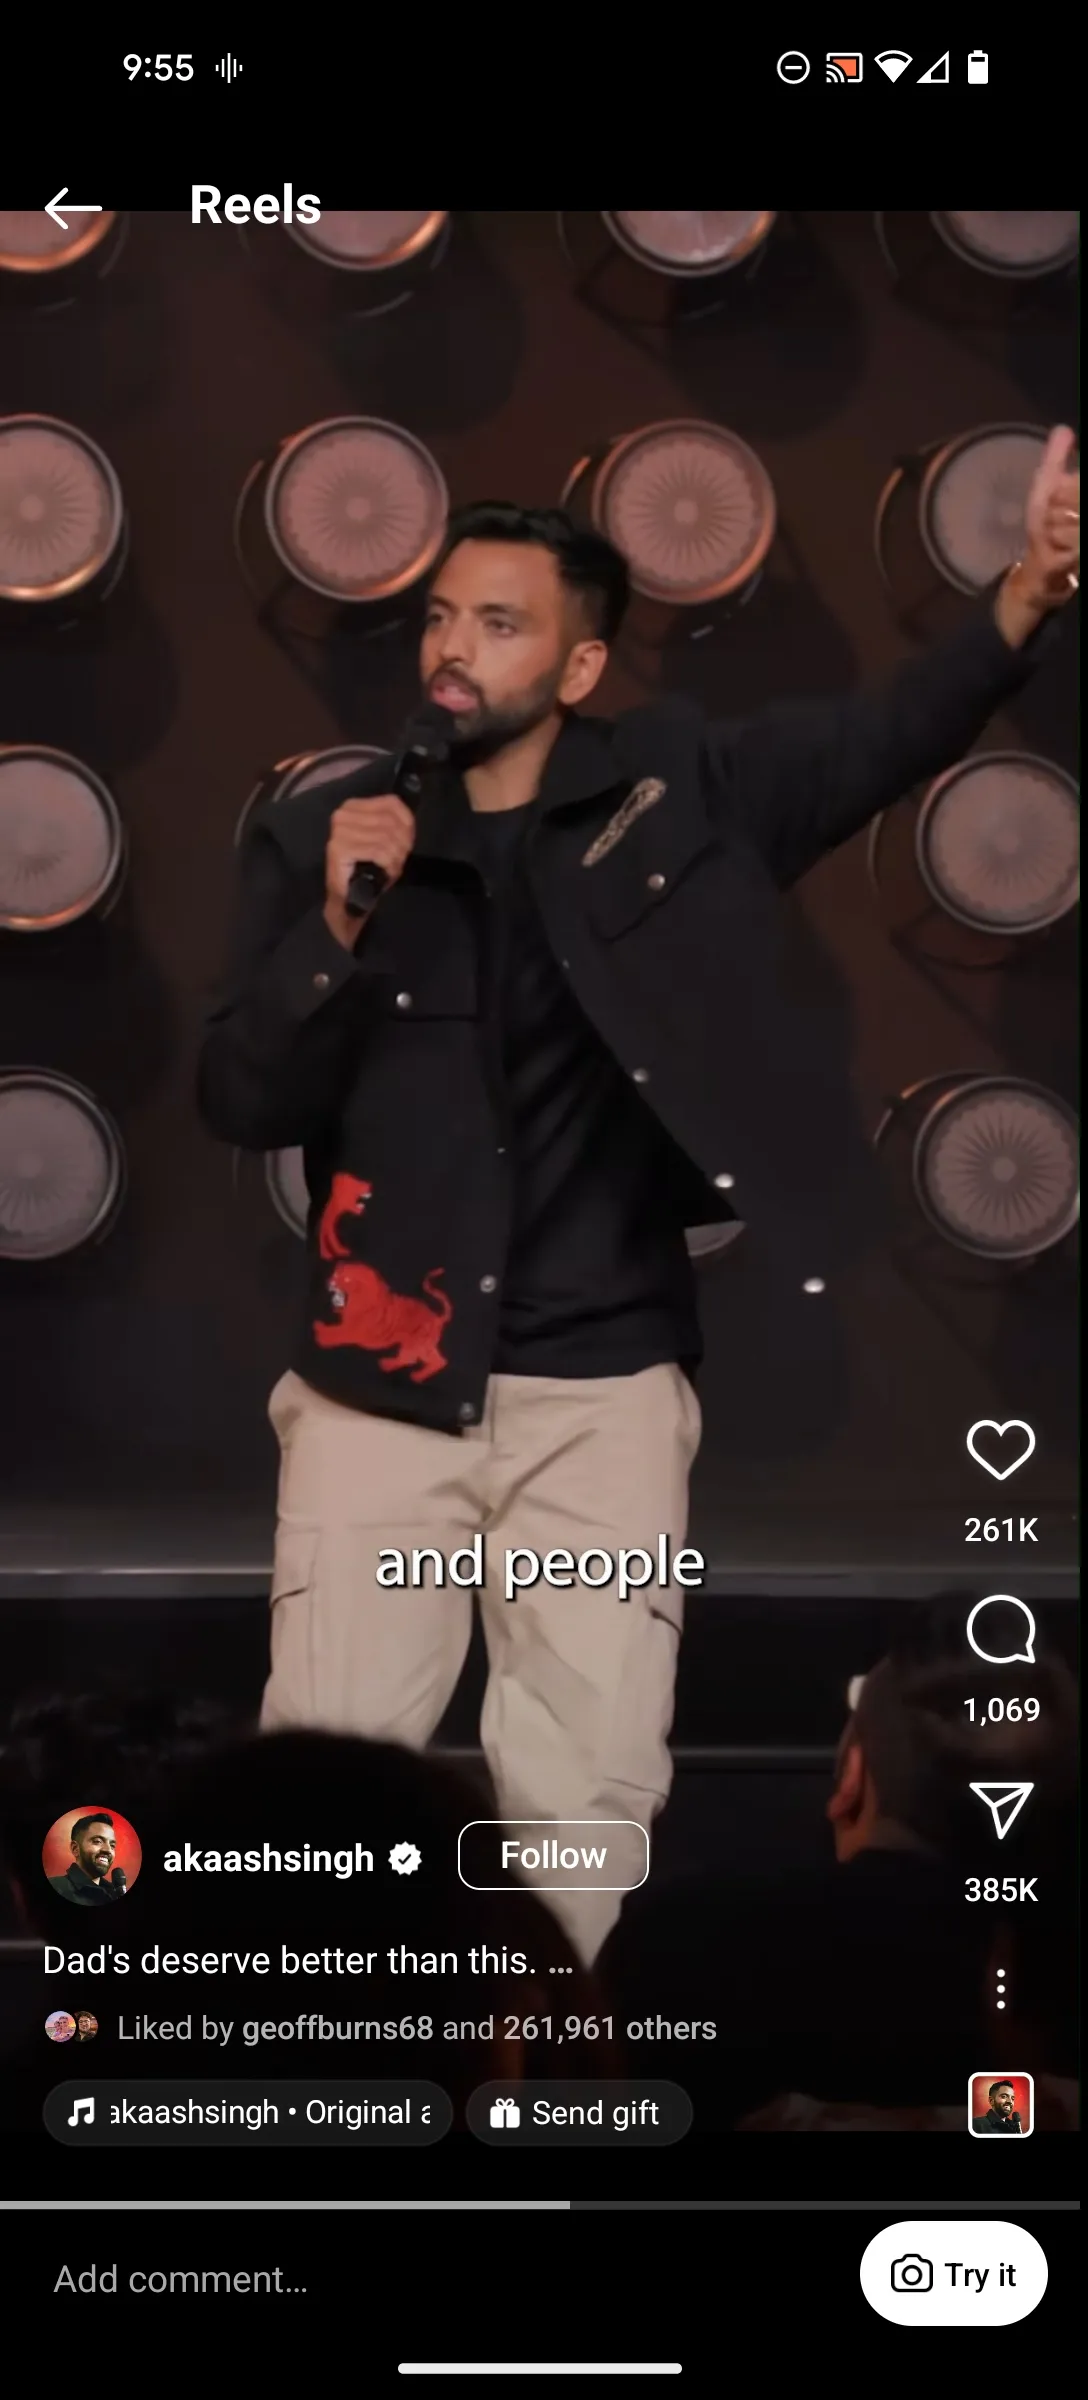 9:55
Reels
and people
261K
1,069
385K
akaashsingh
Follow
Dad's deserve better than this. ...
Liked by geoffburns68 and 261,961 others
akaashsingh • Original a
Send gift
Add comment...
Try it